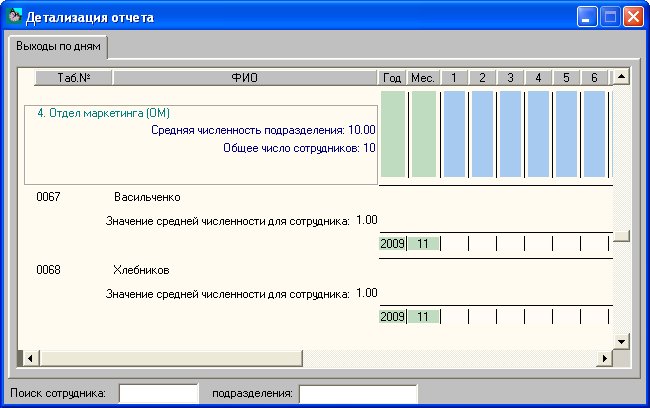 Детализация отчета
Выходы по дням
Таб.№ ФИО Год Мес. 1 2 3 4 5 6
4. Отдел маркетинга (ОМ)
Средняя численность подразделения: 10.00
Общее число сотрудников: 10
0067 Васильченко
Значение средней численности для сотрудника: 1.00
2009 11
0068 Хлебников
Значение средней численности для сотрудника: 1.00
2009 11
Поиск сотрудника: подразделения: